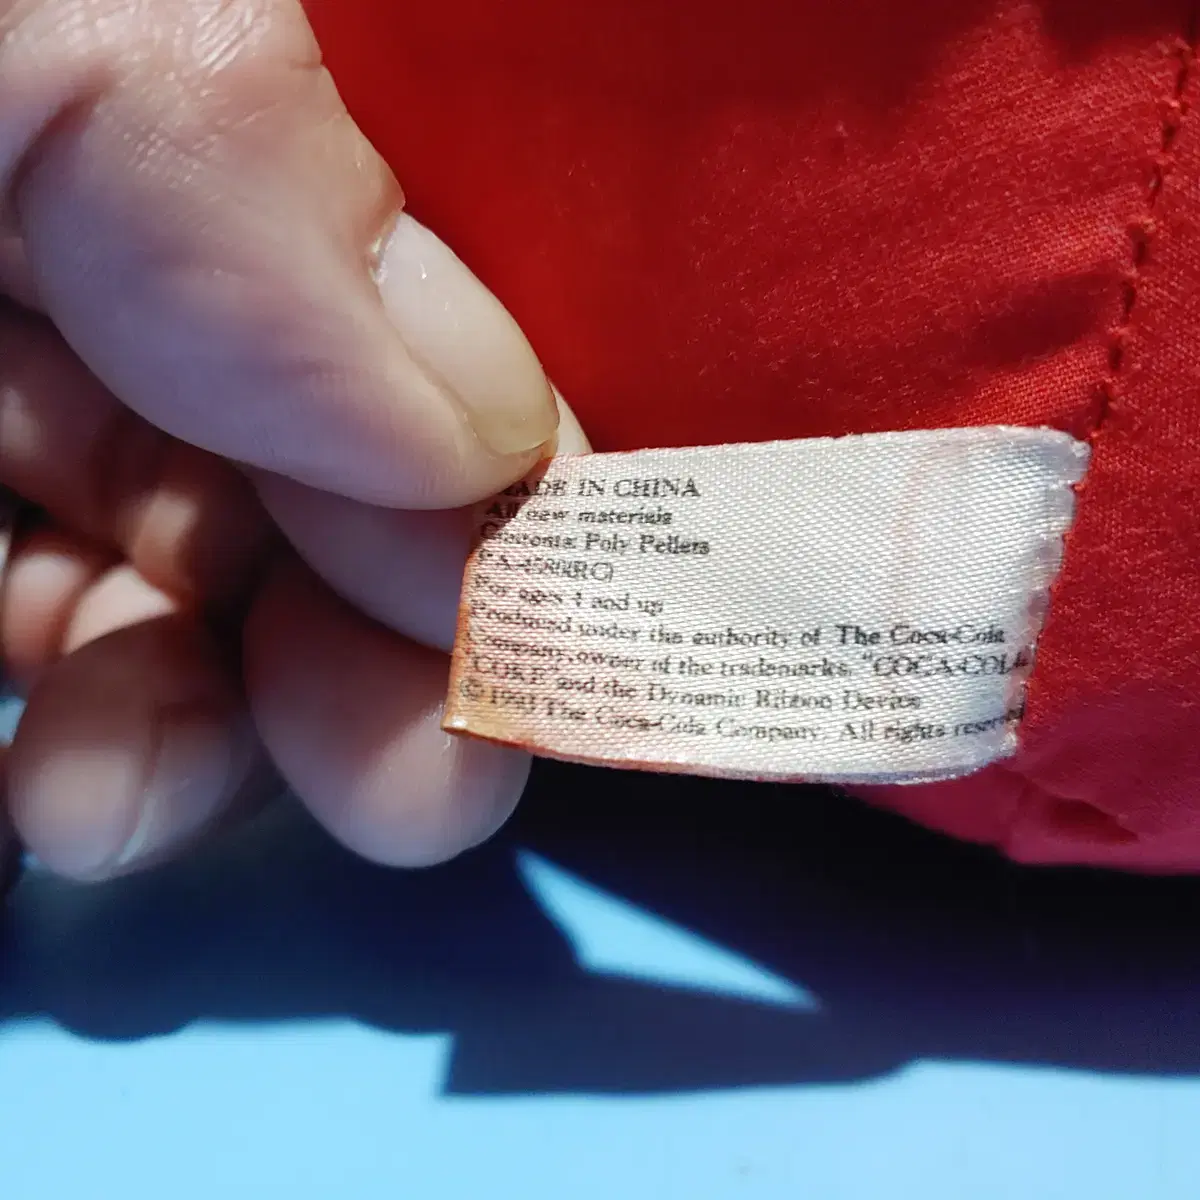 MADE IN CHINA
All new materials
Contents: Poly Pellets
For ages 4 and up
Produced under the authority of The Coca-Cola
Company, owner of the trademarks, "COCA-COLA
COKE and the Dynamic Ribbon Device
© The Coca-Cola Company. All rights reserved